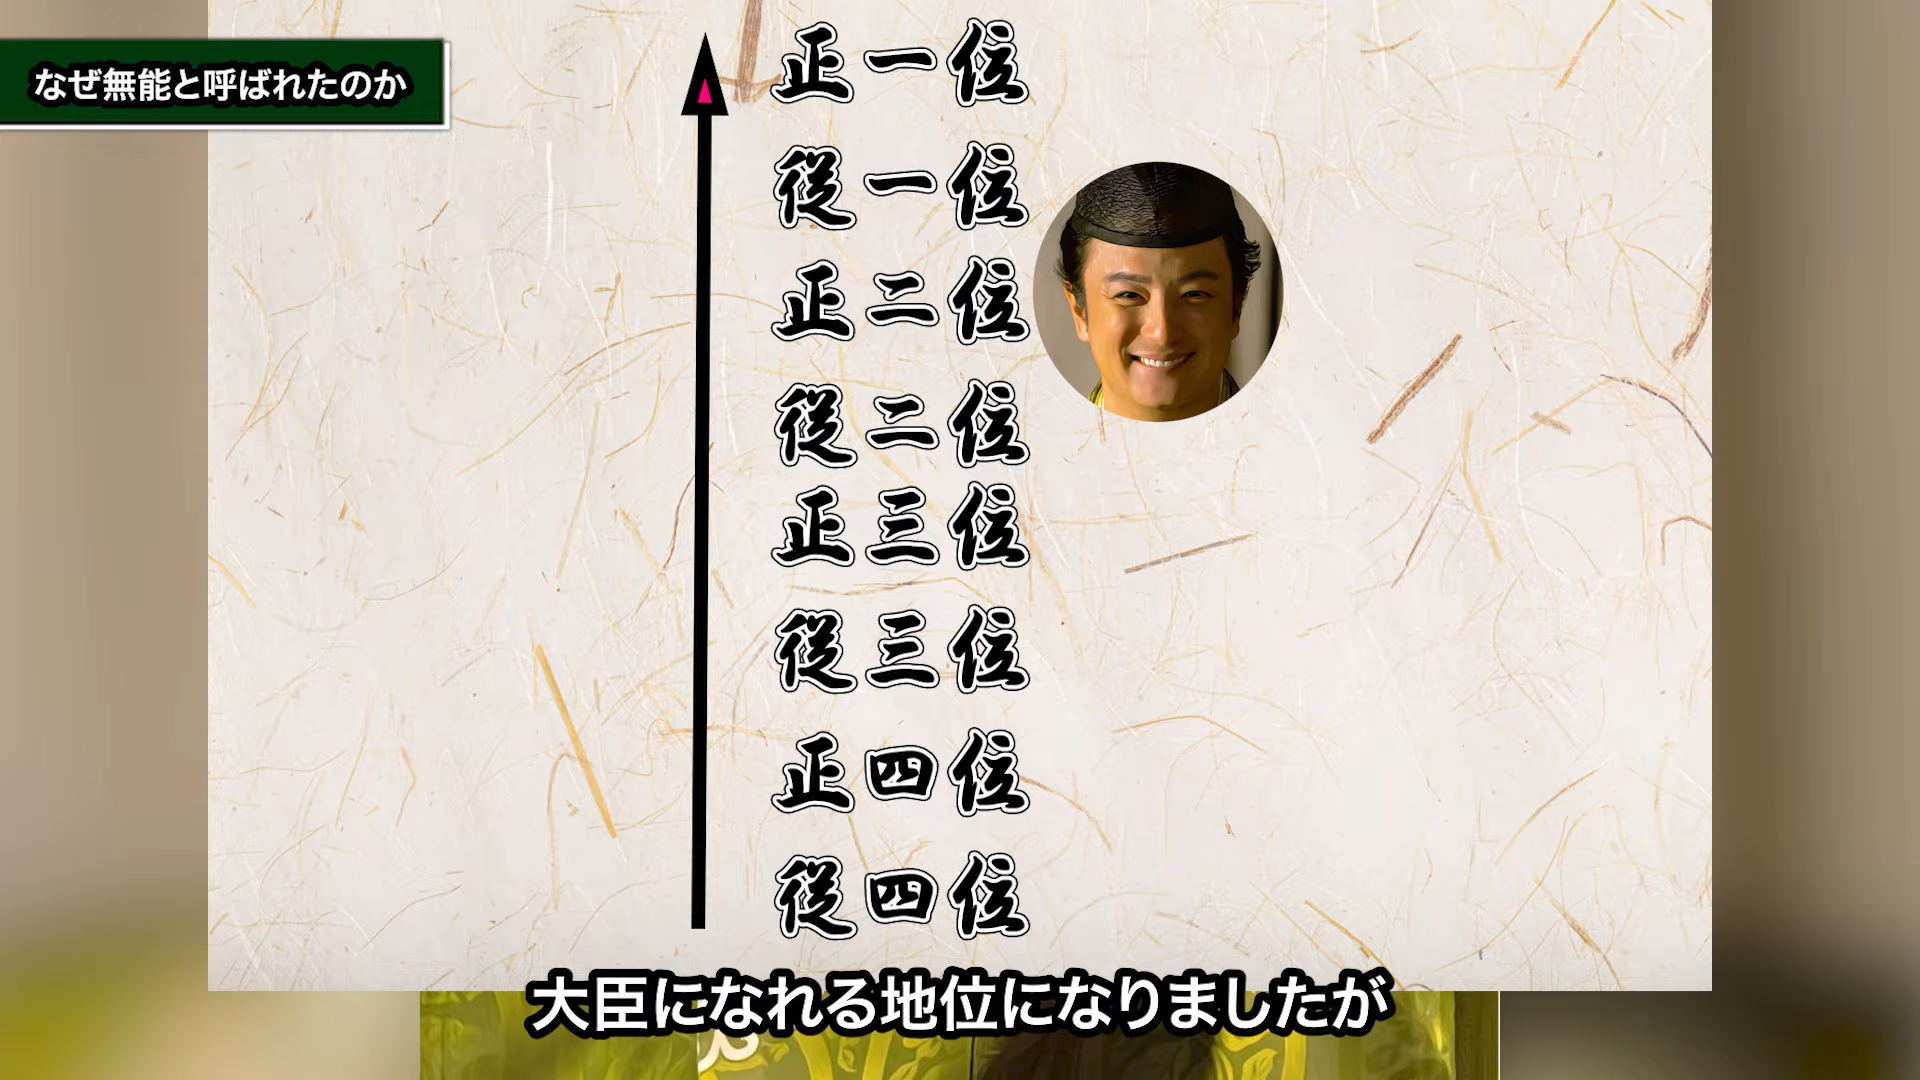 なぜ無能と呼ばれたのか
正一位
従一位
正二位
従二位
正三位
従三位
正四位
従四位
大臣になれる地位になりましたが